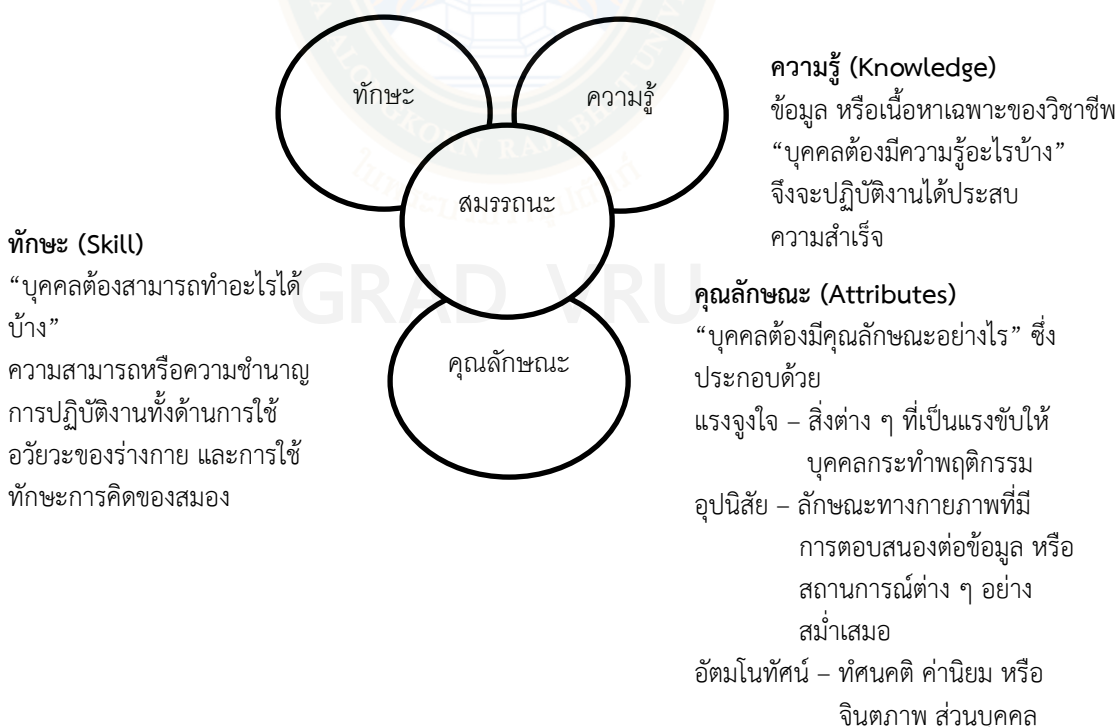 ทักษะ
ความรู้
สมรรถนะ
คุณลักษณะ
ความรู้ (Knowledge)
ข้อมูล หรือเนื้อหาเฉพาะของวิชาชีพ
“บุคคลต้องมีความรู้อะไรบ้าง”
จึงจะปฏิบัติงานได้ประสบ
ความสำเร็จ
ทักษะ (Skill)
“บุคคลต้องสามารถทำอะไรได้
บ้าง”
ความสามารถหรือความชำนาญ
การปฏิบัติงานทั้งด้านการใช้
อวัยวะของร่างกาย และการใช้
ทักษะการคิดของสมอง
คุณลักษณะ (Attributes)
“บุคคลต้องมีคุณลักษณะอย่างไร” ซึ่ง
ประกอบด้วย
แรงจูงใจ – สิ่งต่าง ๆ ที่เป็นแรงขับให้
บุคคลกระทำพฤติกรรม
อุปนิสัย – ลักษณะทางกายภาพที่มี
การตอบสนองต่อข้อมูล หรือ
สถานการณ์ต่าง ๆ อย่าง
สม่ำเสมอ
อัตมโนทัศน์ – ทัศนคติ ค่านิยม หรือ
จินตภาพ ส่วนบุคคล
GRAD VRU